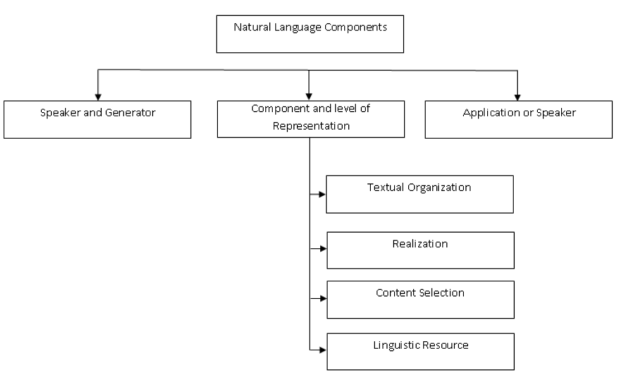 Natural Language Components
Speaker and Generator
Component and level of
Representation
Application or Speaker
Textual Organization
Realization
Content Selection
Linguistic Resource